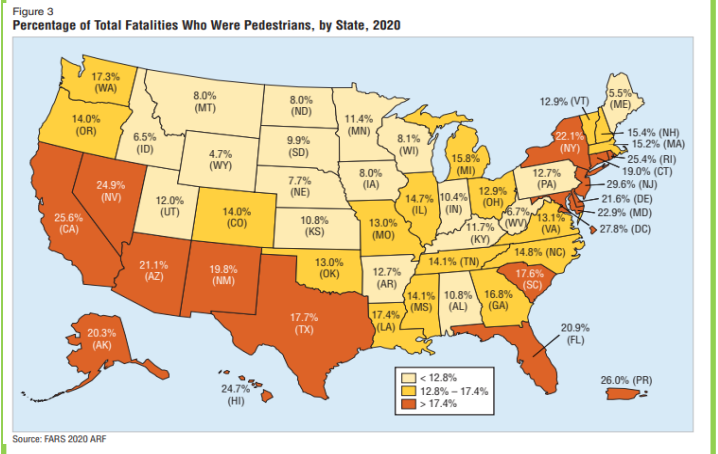 Figure 3
Percentage of Total Fatalities Who Were Pedestrians, by State, 2020
17.3%
(WA)
14.0%
(OR)
6.5%
(ID)
8.0%
(MT)
4.7%
(WY)
8.0%
(ND)
9.9%
(SD)
7.7%
(NE)
10.8%
(KS)
11.4%
(MN)
8.0%
(IA)
8.1%
(WI)
15.8%
(MI)
12.9% (VT)
5.5%
(ME)
15.4% (NH)
15.2% (MA)
25.4% (RI)
19.0% (CT)
29.6% (NJ)
21.6% (DE)
22.9% (MD)
27.8% (DC)
22.1%
(NY)
12.7%
(PA)
24.9%
(NV)
25.6%
(CA)
12.0%
(UT)
14.0%
(CO)
13.0%
(MO)
14.7%
(IL)
10.4%
(IN)
12.9%
(OH)
6.7%
(WV)
13.1%
(VA)
11.7%
(KY)
14.8% (NC)
14.1% (TN)
21.1%
(AZ)
19.8%
(NM)
13.0%
(OK)
12.7%
(AR)
17.6%
(SC)
14.1%
(MS)
10.8%
(AL)
16.8%
(GA)
17.7%
(TX)
17.4%
(LA)
20.9%
(FL)
20.3%
(AK)
24.7%
(HI)
26.0% (PR)
< 12.8%
12.8% – 17.4%
> 17.4%
Source: FARS 2020 ARF